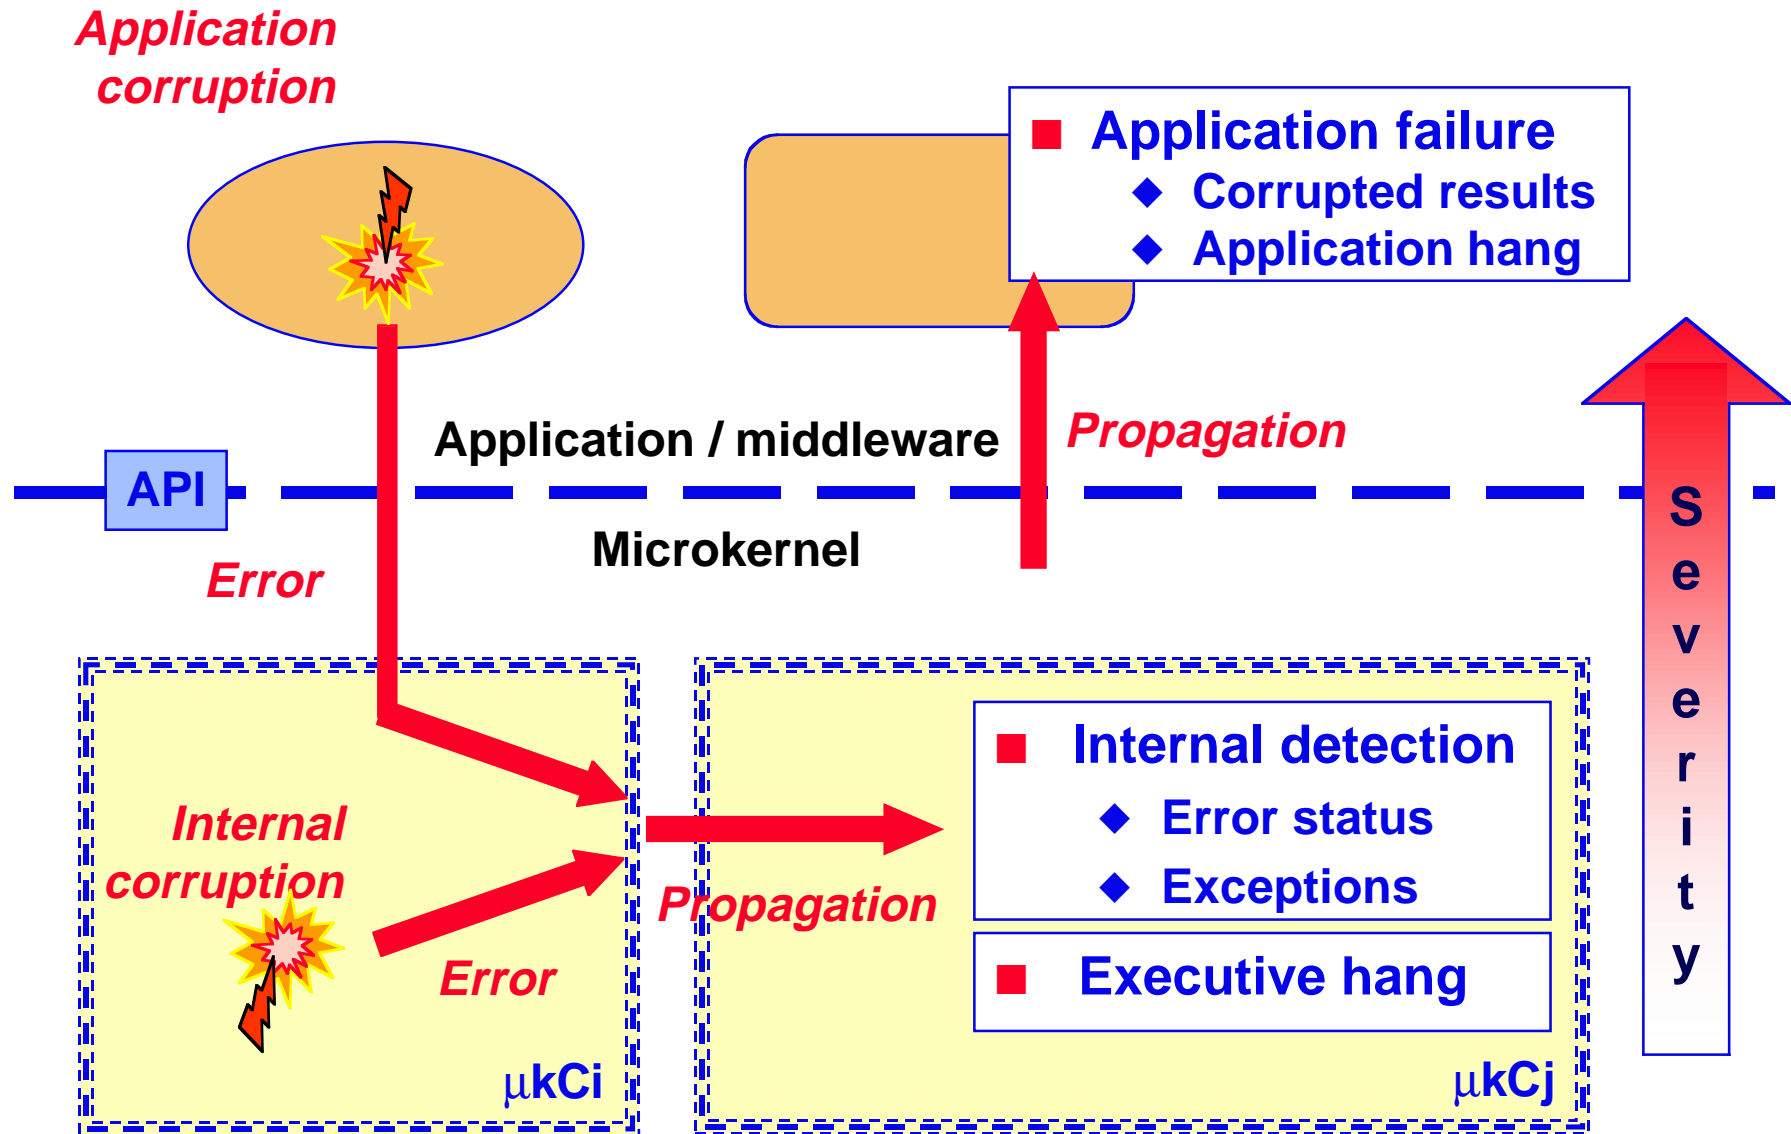 Application
corruption
Application failure
Corrupted results
Application hang
Application / middleware
Propagation
API
Microkernel
Error
Severity
Internal detection
Error status
Exceptions
Internal
corruption
Propagation
Error
Executive hang
μkCi
μkCj